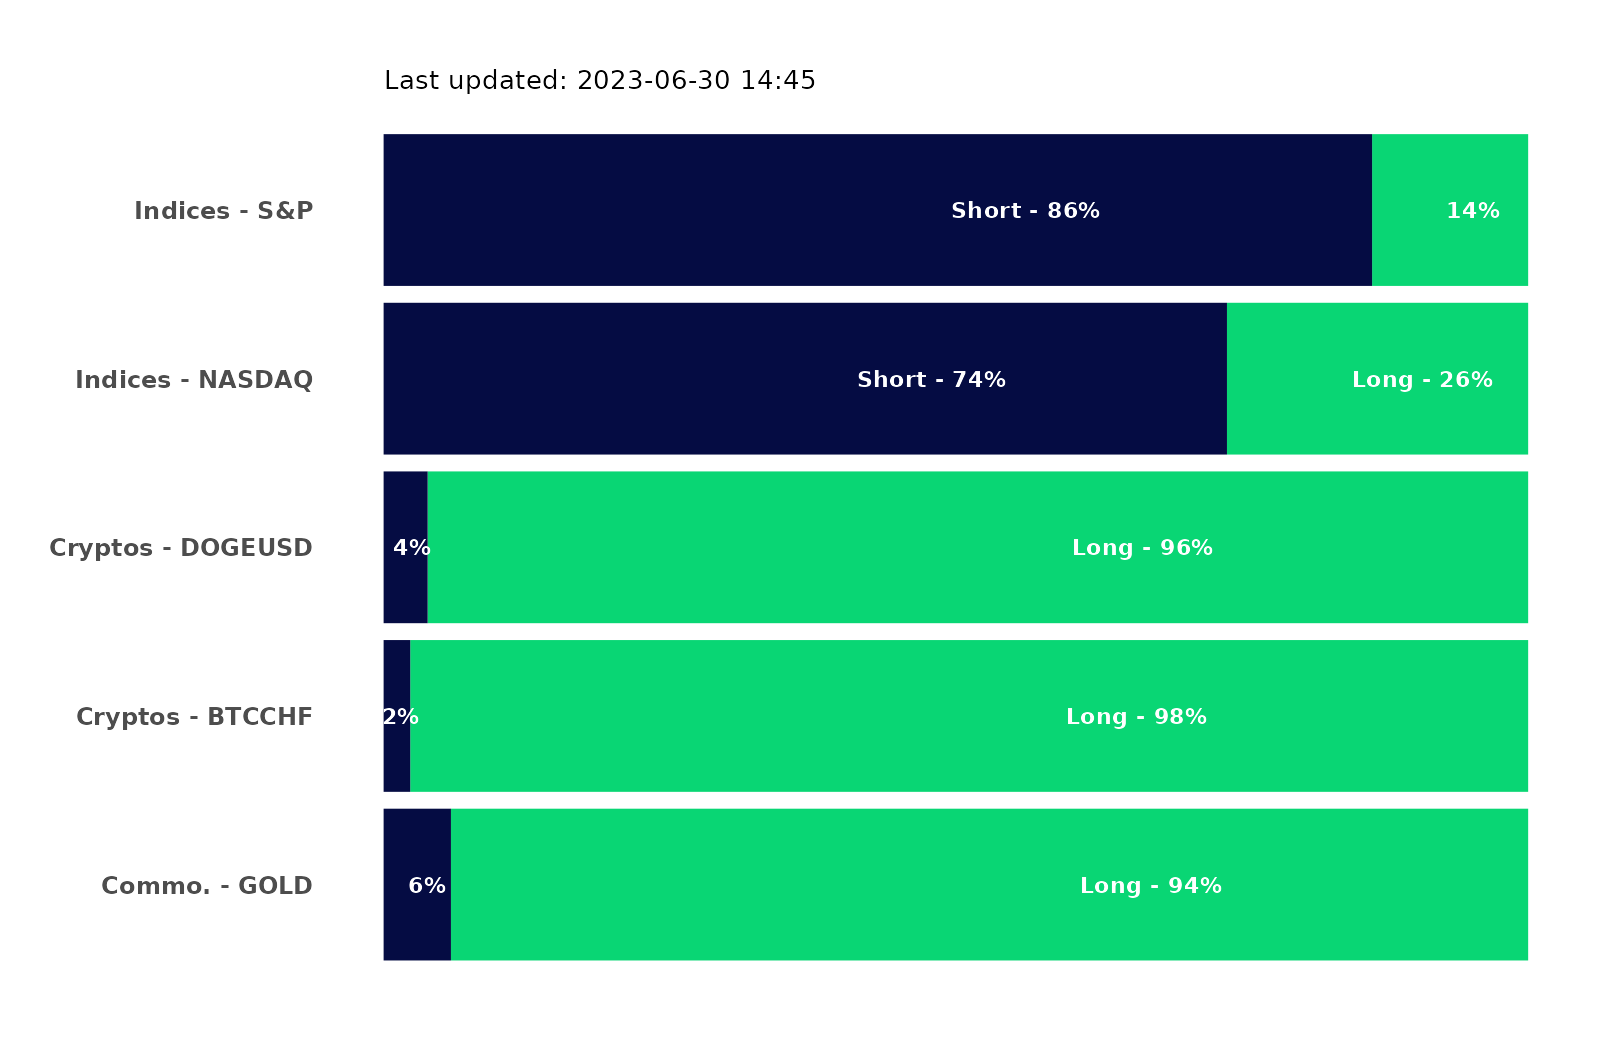 Last updated: 2023-06-30 14:45
Indices - S&P Short - 86% 14%
Indices - NASDAQ Short - 74% Long - 26%
Cryptos - DOGEUSD 4% Long - 96%
Cryptos - BTCCHF 2% Long - 98%
Commo. - GOLD 6% Long - 94%